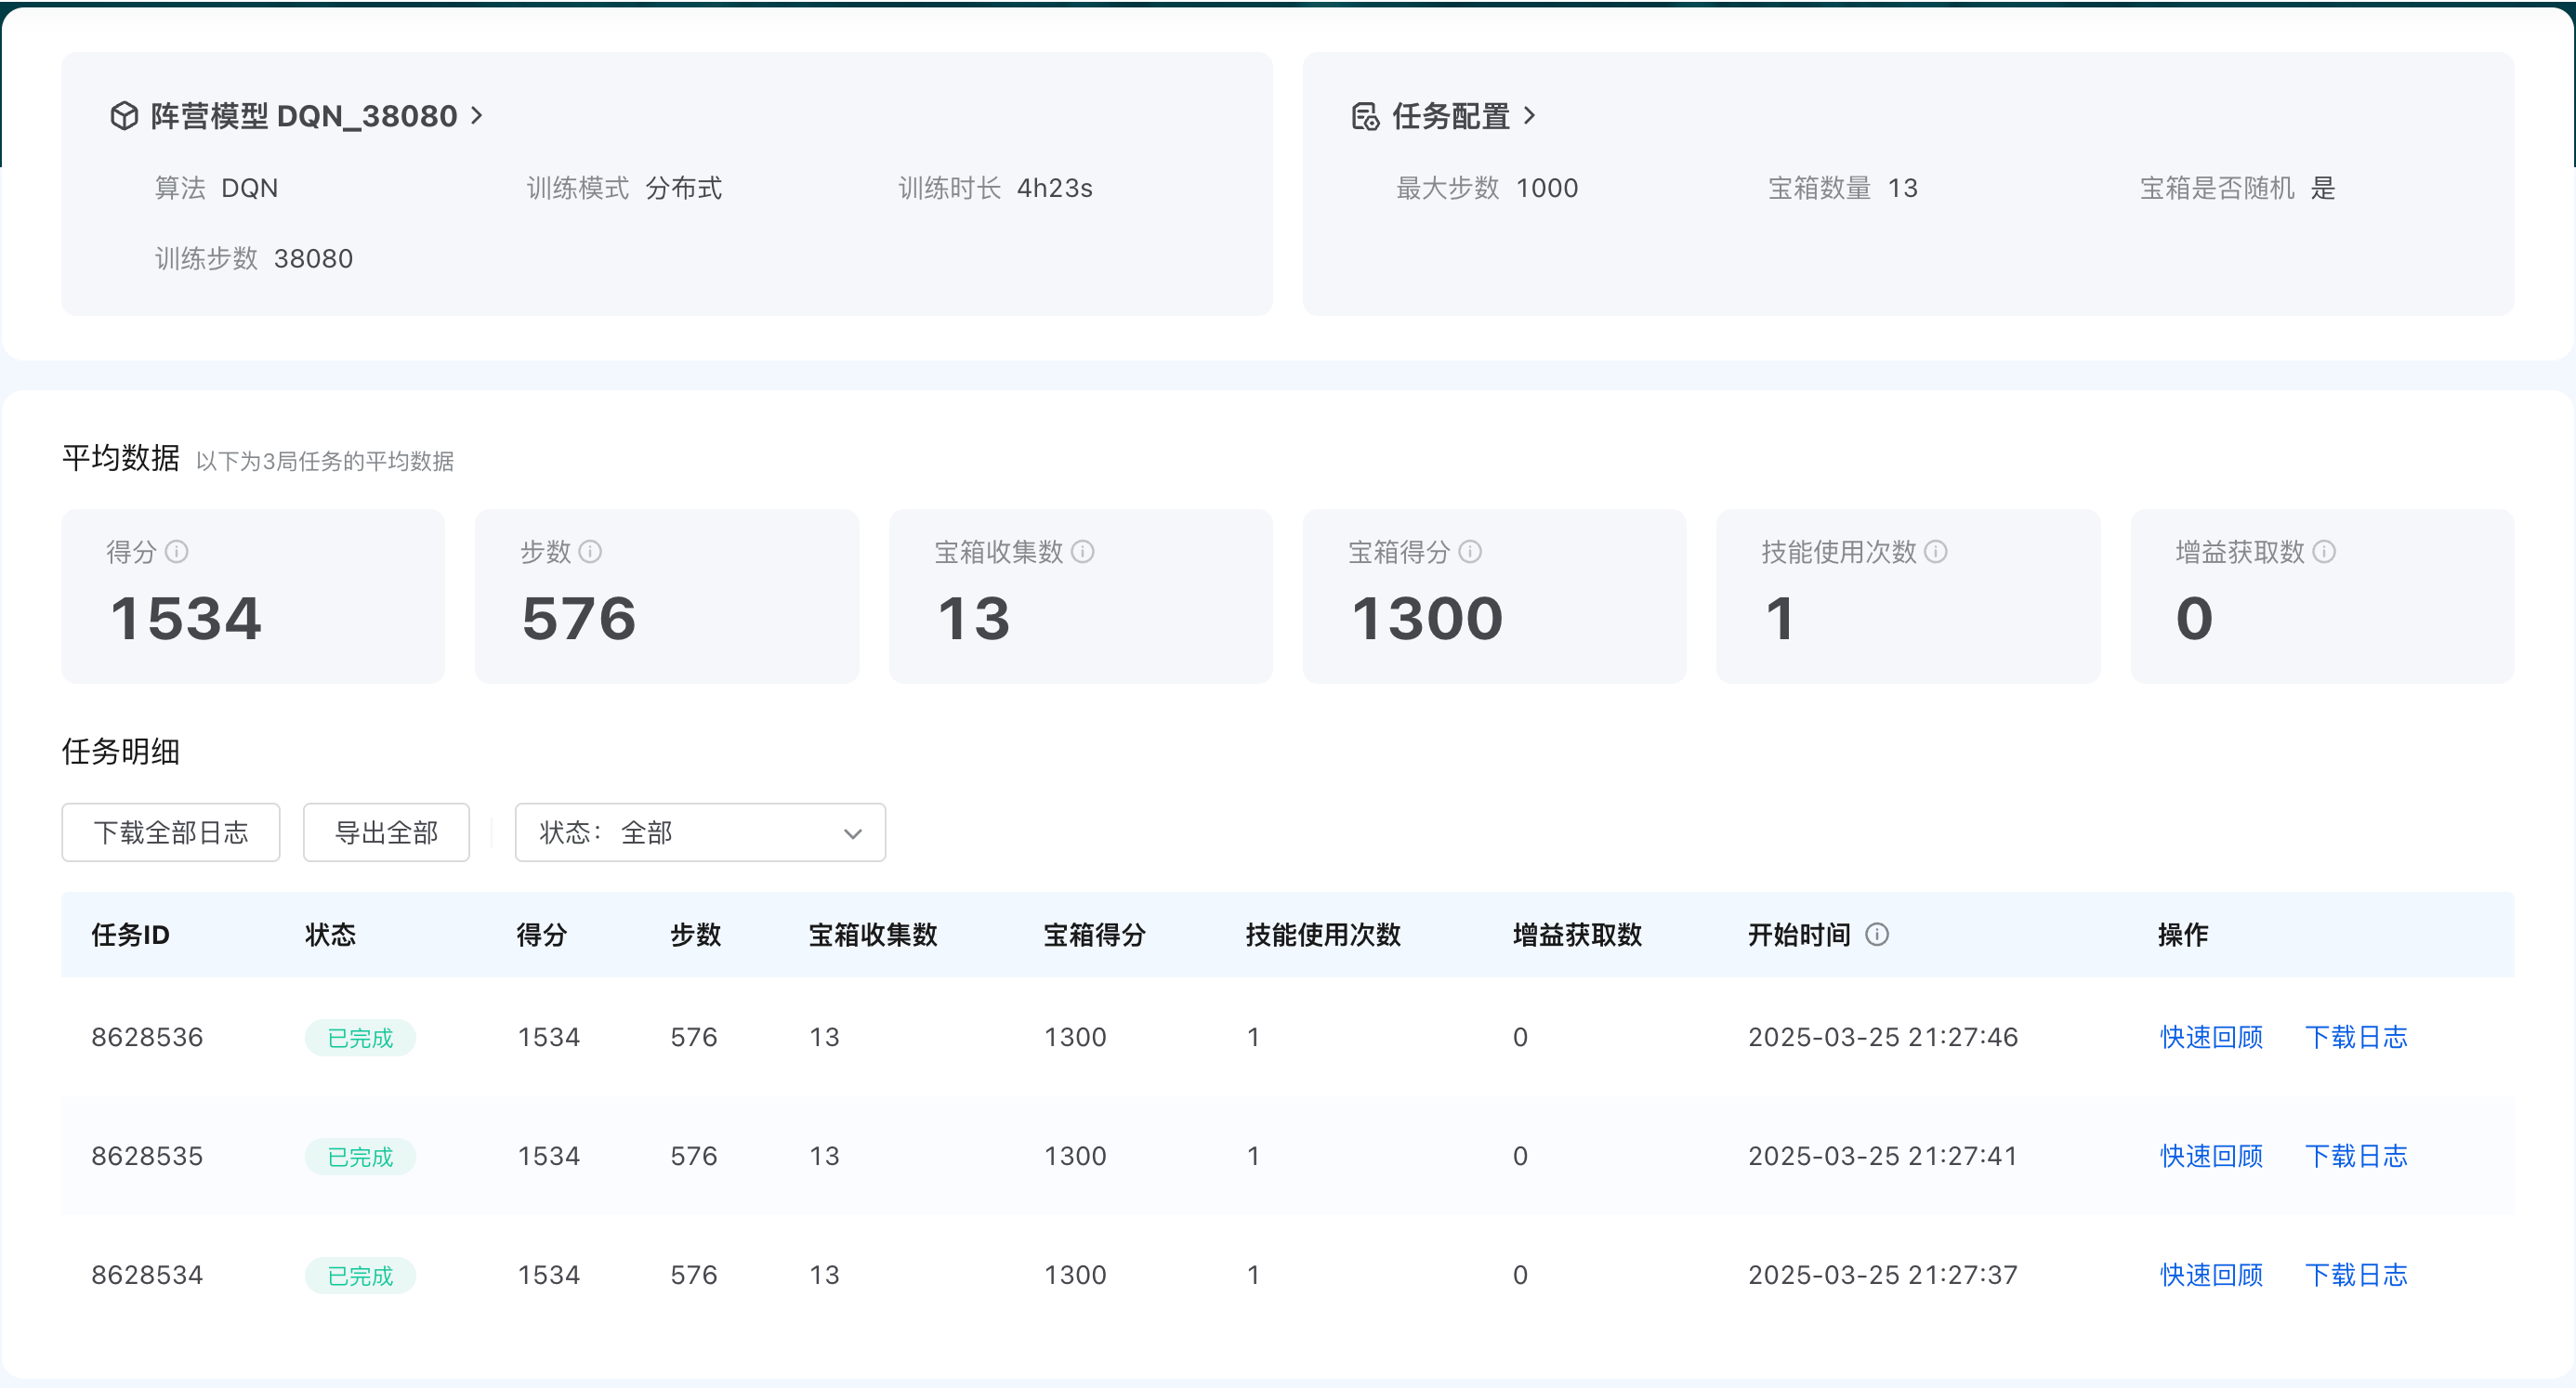 阵营模型 DQN_38080
算法 DQN 训练模式 分布式 训练时长 4h23s
训练步数 38080
任务配置
最大步数 1000 宝箱数量 13 宝箱是否随机 是
平均数据 以下为3局任务的平均数据
得分 步数 宝箱收集数 宝箱得分 技能使用次数 增益获取数
1534 576 13 1300 1 0
任务明细
下载全部日志 导出全部 状态： 全部
任务ID 状态 得分 步数 宝箱收集数 宝箱得分 技能使用次数 增益获取数 开始时间 操作
8628536 已完成 1534 576 13 1300 1 0 2025-03-25 21:27:46 快速回顾 下载日志
8628535 已完成 1534 576 13 1300 1 0 2025-03-25 21:27:41 快速回顾 下载日志
8628534 已完成 1534 576 13 1300 1 0 2025-03-25 21:27:37 快速回顾 下载日志